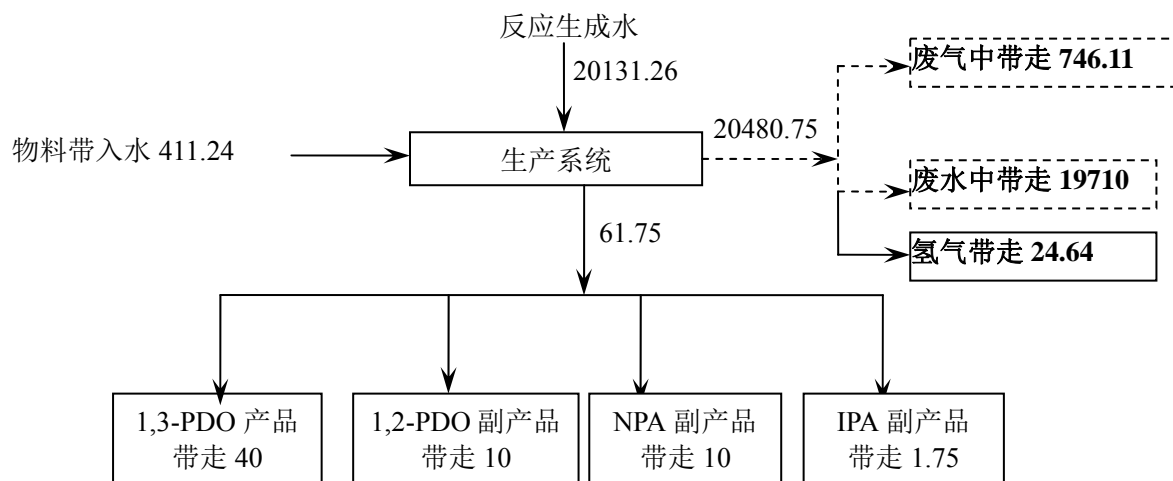 反应生成水
20131.26
废气中带走 746.11
物料带入水 411.24
生产系统
20480.75
废水中带走 19710
61.75
氢气带走 24.64
1,3-PDO 产品
带走 40
1,2-PDO 副产品
带走 10
NPA 副产品
带走 10
IPA 副产品
带走 1.75